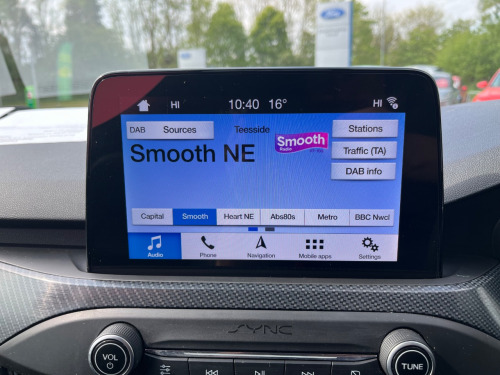 HI 10:40 16° HI
DAB Sources Teesside Smooth Radio Stations
Smooth NE Traffic (TA)
DAB info
Capital Smooth Heart NE Abs80s Metro BBC Nwcl
Audio Phone Navigation Mobile apps Settings
SYNC
VOL TUNE